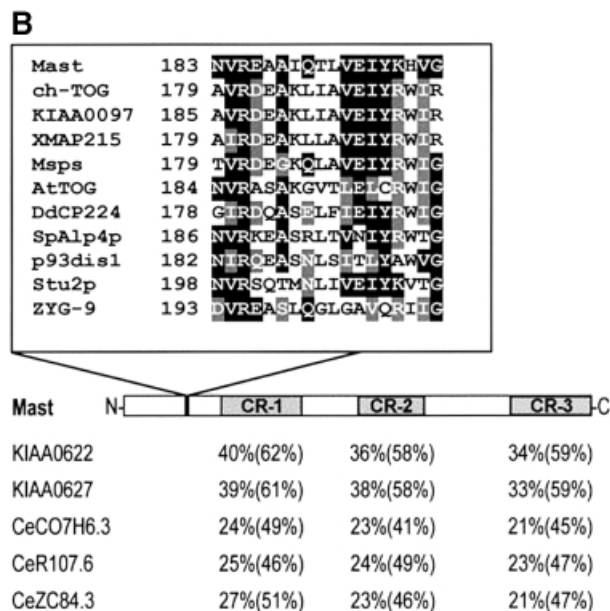 B
Mast 183 NVREAAIQTLVEIYKHVG
ch-TOG 179 AVRDEAKLIAVEIYRWIR
KIAA0097 185 AVRDEAKLIAVEIYRWIR
XMAP215 179 AIRDEAKLLAVEIYRWIR
Msps 179 TVRDEGKQLAVEIYRWIG
AtTOG 184 NVRASAKGVTLELCRWIG
DdCP224 178 GIRDQASELFIEIYRWIG
SpAlp4p 186 NVRKEASRLTVNIYRWTG
p93dis1 182 NIRQEASNLSITLYAWVG
Stu2p 198 NVRSQTMNLIVEIYKVTG
ZYG-9 193 DVREASLQGLGAVQRIIG
Mast N- CR-1 CR-2 CR-3 -C
KIAA0622 40%(62%) 36%(58%) 34%(59%)
KIAA0627 39%(61%) 38%(58%) 33%(59%)
CeCO7H6.3 24%(49%) 23%(41%) 21%(45%)
CeR107.6 25%(46%) 24%(49%) 23%(47%)
CeZC84.3 27%(51%) 23%(46%) 21%(47%)